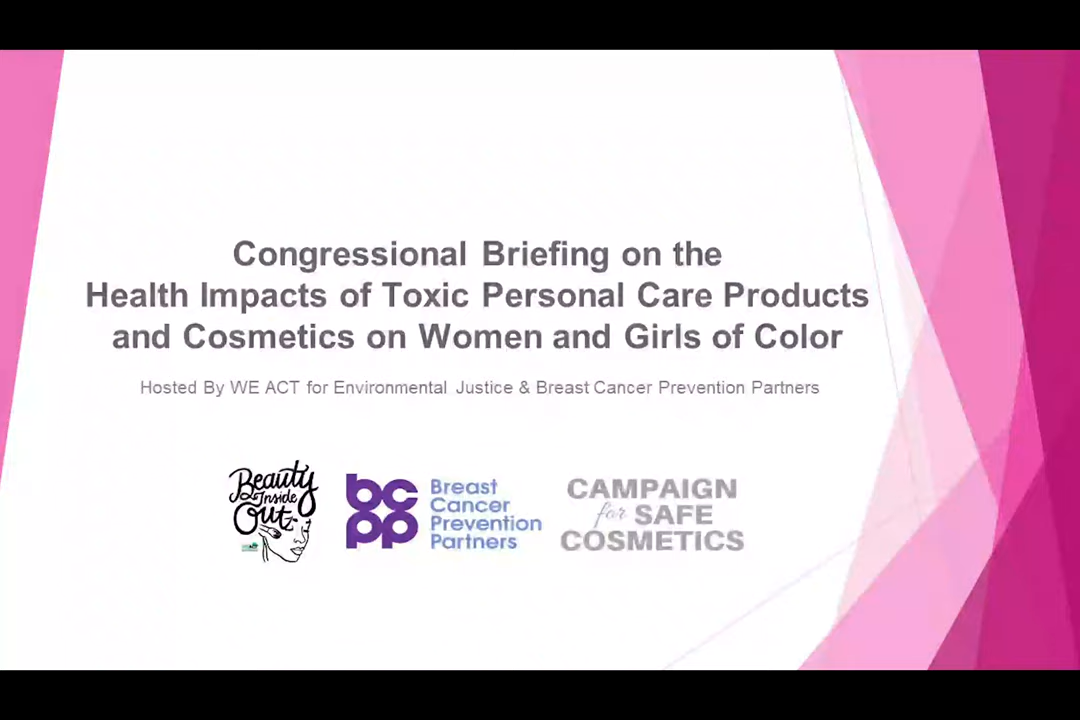 Congressional Briefing on the
Health Impacts of Toxic Personal Care Products
and Cosmetics on Women and Girls of Color
Hosted By WE ACT for Environmental Justice & Breast Cancer Prevention Partners
Beauty
Inside
Out
bc
pp
Breast
Cancer
Prevention
Partners
CAMPAIGN
for SAFE
COSMETICS